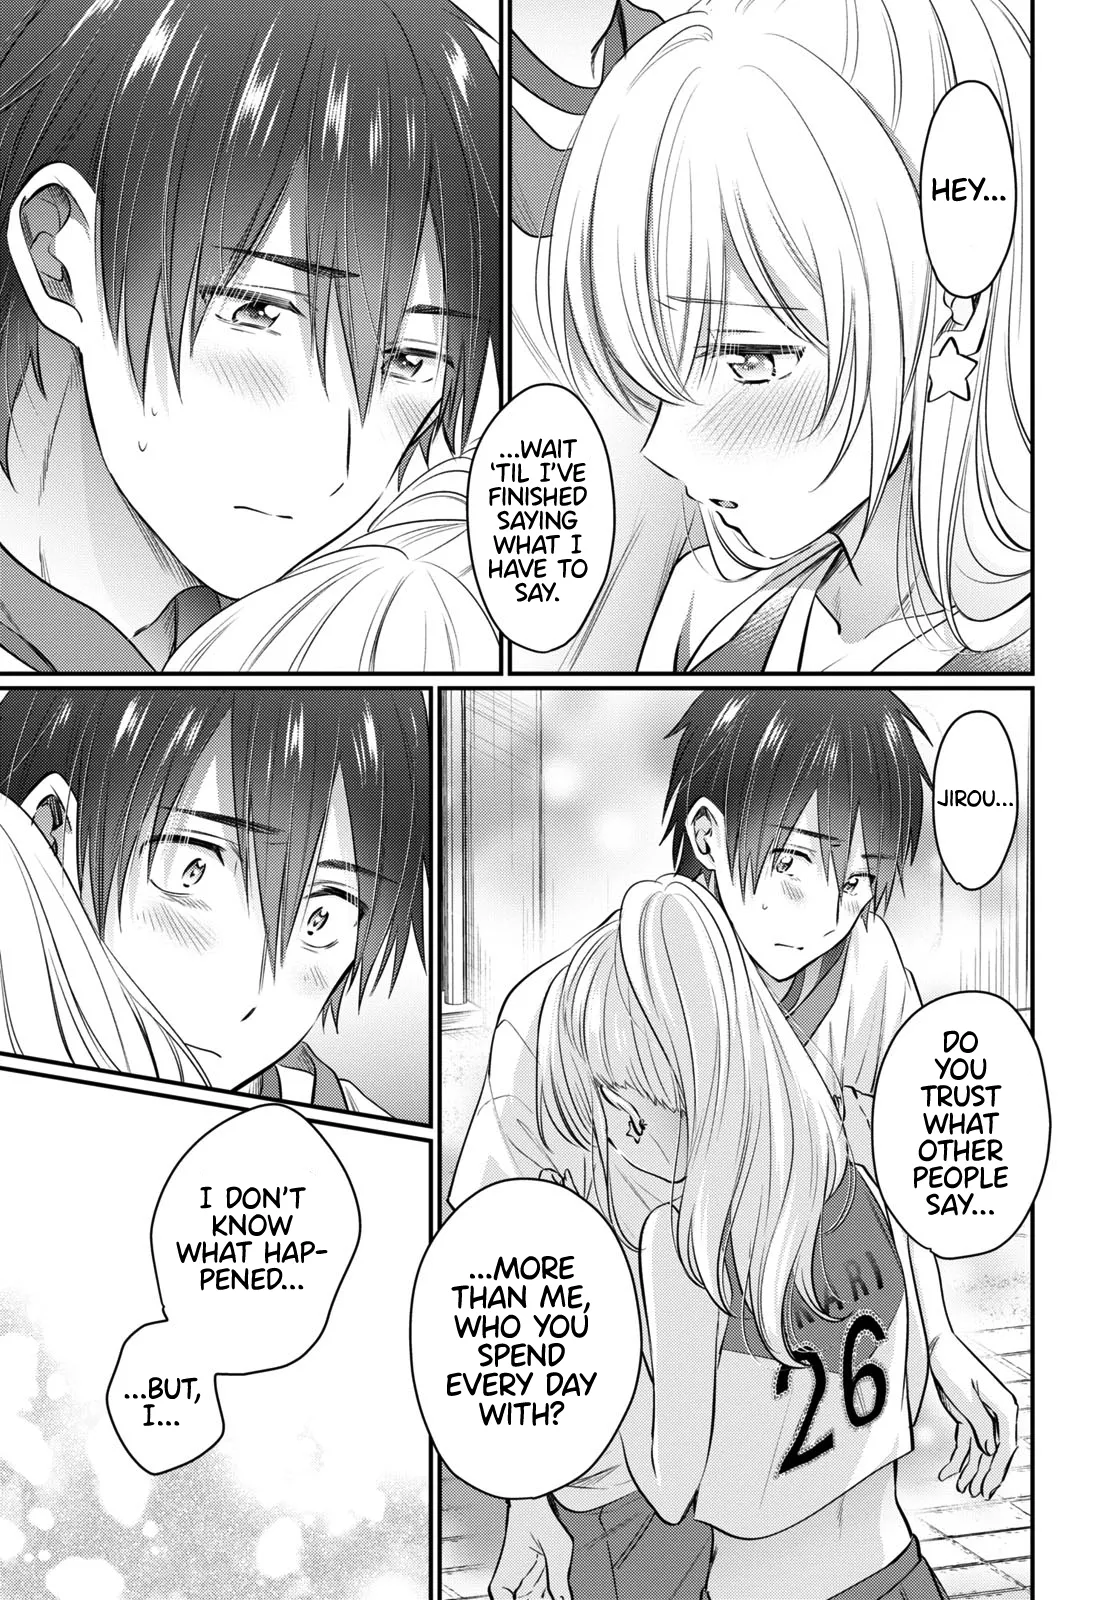 HEY...
...WAIT
'TIL I'VE
FINISHED
SAYING
WHAT I
HAVE TO
SAY.
JIROU...
DO
YOU
TRUST
WHAT
OTHER
PEOPLE
SAY...
...MORE
THAN ME,
WHO YOU
SPEND
EVERY DAY
WITH?
26
I DON'T
KNOW
WHAT HAP-
PENED...
...BUT,
I...